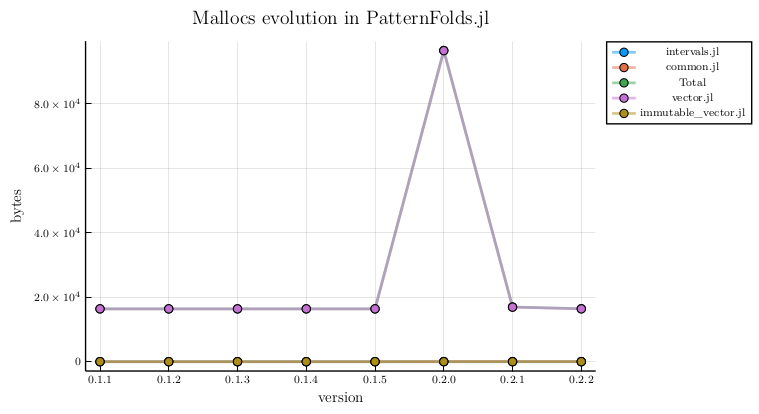 Mallocs evolution in PatternFolds.jl
intervals.jl
common.jl
Total
vector.jl
immutable_vector.jl
bytes
8.0 × 10⁴
6.0 × 10⁴
4.0 × 10⁴
2.0 × 10⁴
0
0.1.1 0.1.2 0.1.3 0.1.4 0.1.5 0.2.0 0.2.1 0.2.2
version